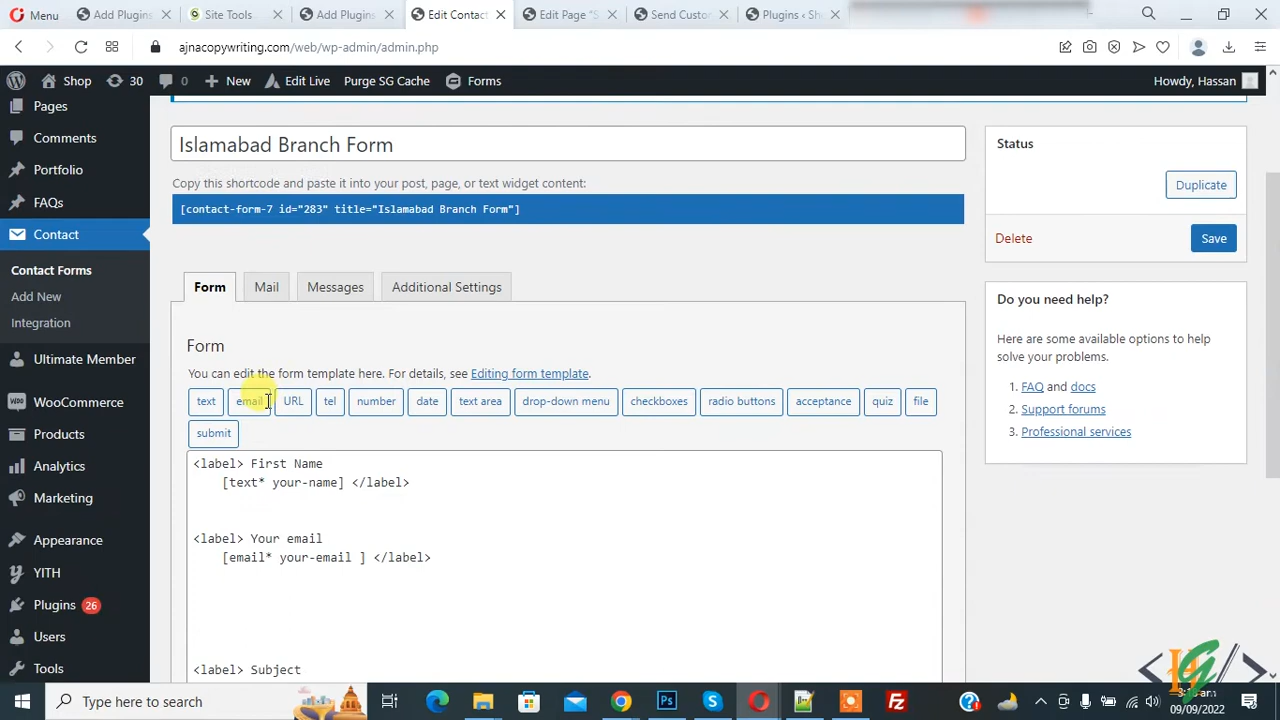 Menu
Add Plugins
Site Tools
Add Plugins
Edit Contact
Edit Page "S
Send Custo
Plugins ‹ Sh
ajnacopywriting.com/web/wp-admin/admin.php
Shop
30
0
New
Edit Live
Purge SG Cache
Forms
Howdy, Hassan
Pages
Comments
Portfolio
FAQs
Contact
Contact Forms
Add New
Integration
Ultimate Member
WooCommerce
Products
Analytics
Marketing
Appearance
YITH
Plugins 26
Users
Tools
Islamabad Branch Form
Copy this shortcode and paste it into your post, page, or text widget content:
[contact-form-7 id="283" title="Islamabad Branch Form"]
Form
Mail
Messages
Additional Settings
Form
You can edit the form template here. For details, see Editing form template.
text
email
URL
tel
number
date
text area
drop-down menu
checkboxes
radio buttons
acceptance
quiz
file
submit
<label> First Name
[text* your-name] </label>
<label> Your email
[email* your-email ] </label>
<label> Subject
Status
Duplicate
Delete
Save
Do you need help?
Here are some available options to help
solve your problems.
1. FAQ and docs
2. Support forums
3. Professional services
Type here to search
09/09/2022